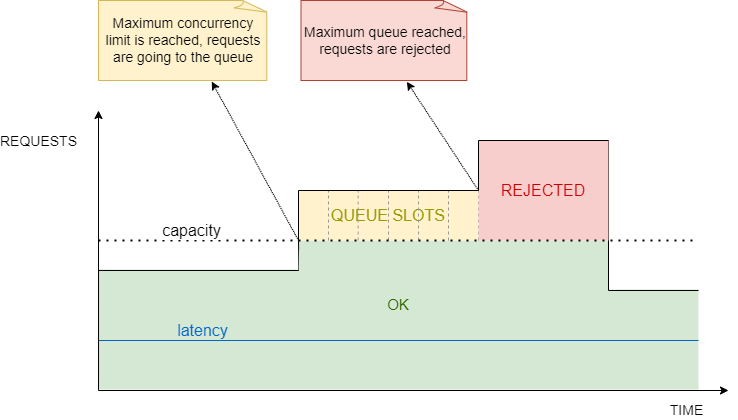 Maximum concurrency
limit is reached, requests
are going to the queue
Maximum queue reached,
requests are rejected
REQUESTS
REJECTED
QUEUE SLOTS
capacity
OK
latency
TIME